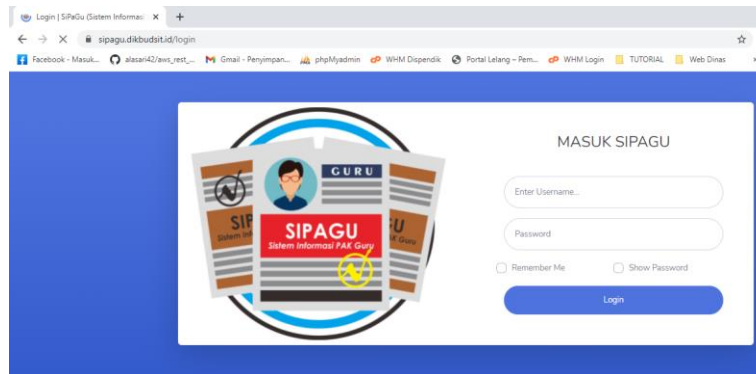 Login | SiPaGu (Sistem Informasi
sipagu.dikbudsit.id/login
Facebook - Masuk... alasari42/aws_rest_... Gmail - Penyimpan... phpMyadmin WHM Dispendik Portal Lelang – Pem... WHM Login TUTORIAL Web Dinas
MASUK SIPAGU
GURU
SIPAGU
Sistem Informasi PAK Guru
Enter Username...
Password
Remember Me Show Password
Login